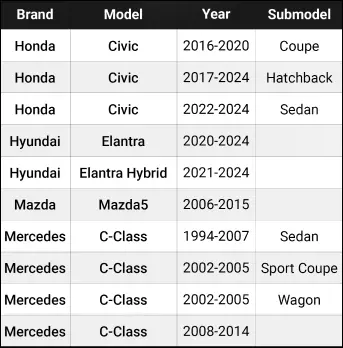 Brand Model Year Submodel
Honda Civic 2016-2020 Coupe
Honda Civic 2017-2024 Hatchback
Honda Civic 2022-2024 Sedan
Hyundai Elantra 2020-2024
Hyundai Elantra Hybrid 2021-2024
Mazda Mazda5 2006-2015
Mercedes C-Class 1994-2007 Sedan
Mercedes C-Class 2002-2005 Sport Coupe
Mercedes C-Class 2002-2005 Wagon
Mercedes C-Class 2008-2014